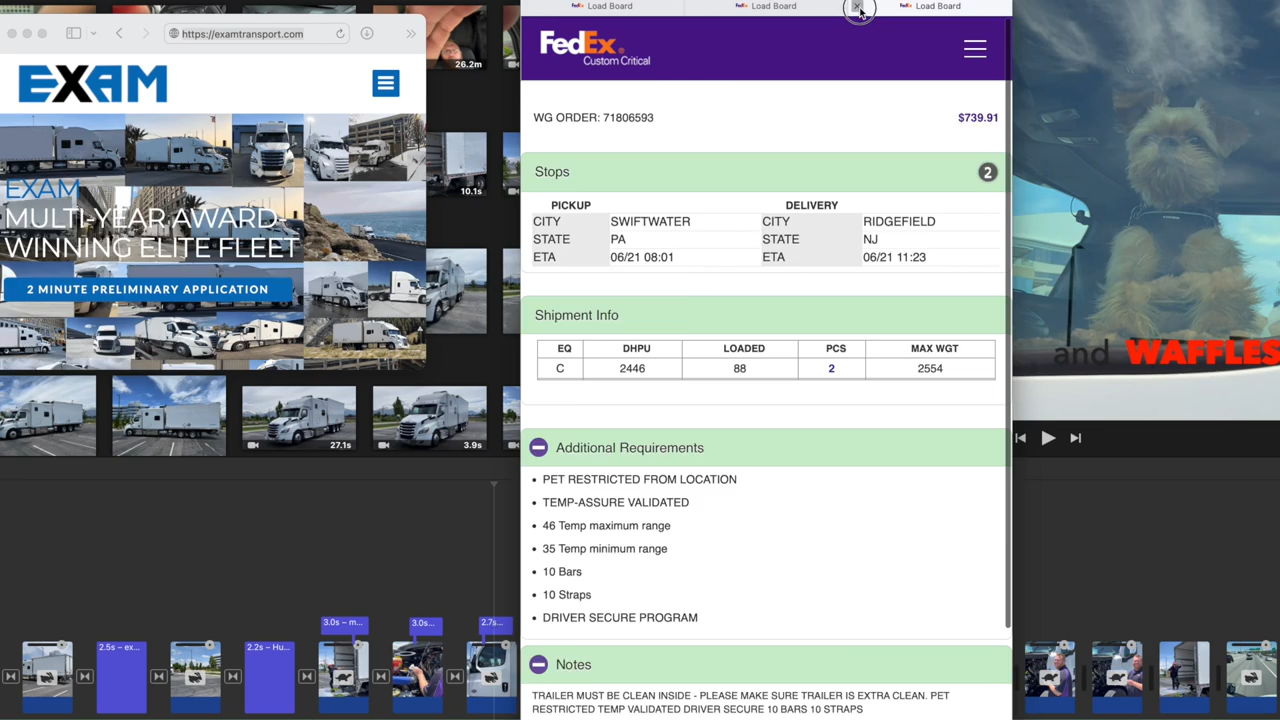 Load Board
Load Board
Load Board
https://examtransport.com
EXAM
26.2m
10.1s
EXAM
MULTI-YEAR AWARD-
WINNING ELITE FLEET
2 MINUTE PRELIMINARY APPLICATION
27.1s
3.9s
FedEx
Custom Critical
WG ORDER: 71806593
$739.91
Stops
2
PICKUP DELIVERY
CITY SWIFTWATER CITY RIDGEFIELD
STATE PA STATE NJ
ETA 06/21 08:01 ETA 06/21 11:23
Shipment Info
EQ DHPU LOADED PCS MAX WGT
C 2446 88 2 2554
Additional Requirements
• PET RESTRICTED FROM LOCATION
• TEMP-ASSURE VALIDATED
• 46 Temp maximum range
• 35 Temp minimum range
• 10 Bars
• 10 Straps
• DRIVER SECURE PROGRAM
Notes
TRAILER MUST BE CLEAN INSIDE - PLEASE MAKE SURE TRAILER IS EXTRA CLEAN. PET
RESTRICTED TEMP VALIDATED DRIVER SECURE 10 BARS 10 STRAPS
and WAFFLES
3.0s – m...
3.0s...
2.7s...
2.5s – ex...
2.2s – Hu...